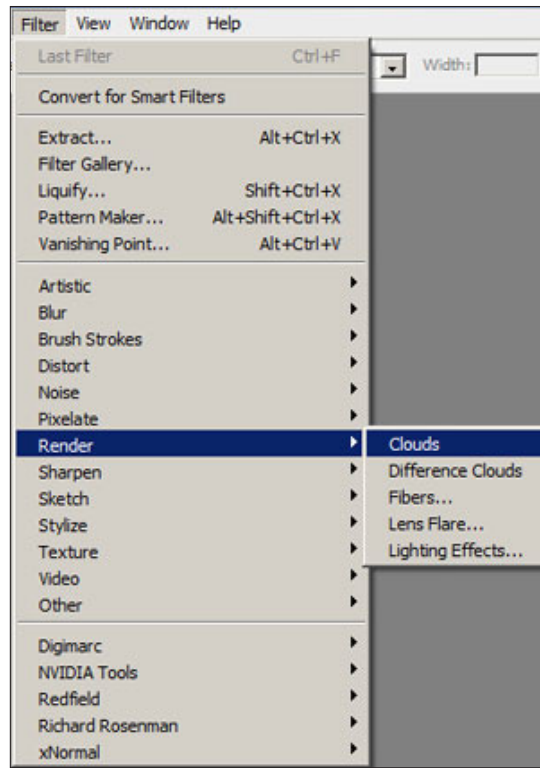 Filter View Window Help
Last Filter Ctrl+F
Width:
Convert for Smart Filters
Extract... Alt+Ctrl+X
Filter Gallery...
Liquify... Shift+Ctrl+X
Pattern Maker... Alt+Shift+Ctrl+X
Vanishing Point... Alt+Ctrl+V
Artistic
Blur
Brush Strokes
Distort
Noise
Pixelate
Render
Sharpen
Sketch
Stylize
Texture
Video
Other
Digimarc
NVIDIA Tools
Redfield
Richard Rosenman
xNormal
Clouds
Difference Clouds
Fibers...
Lens Flare...
Lighting Effects...